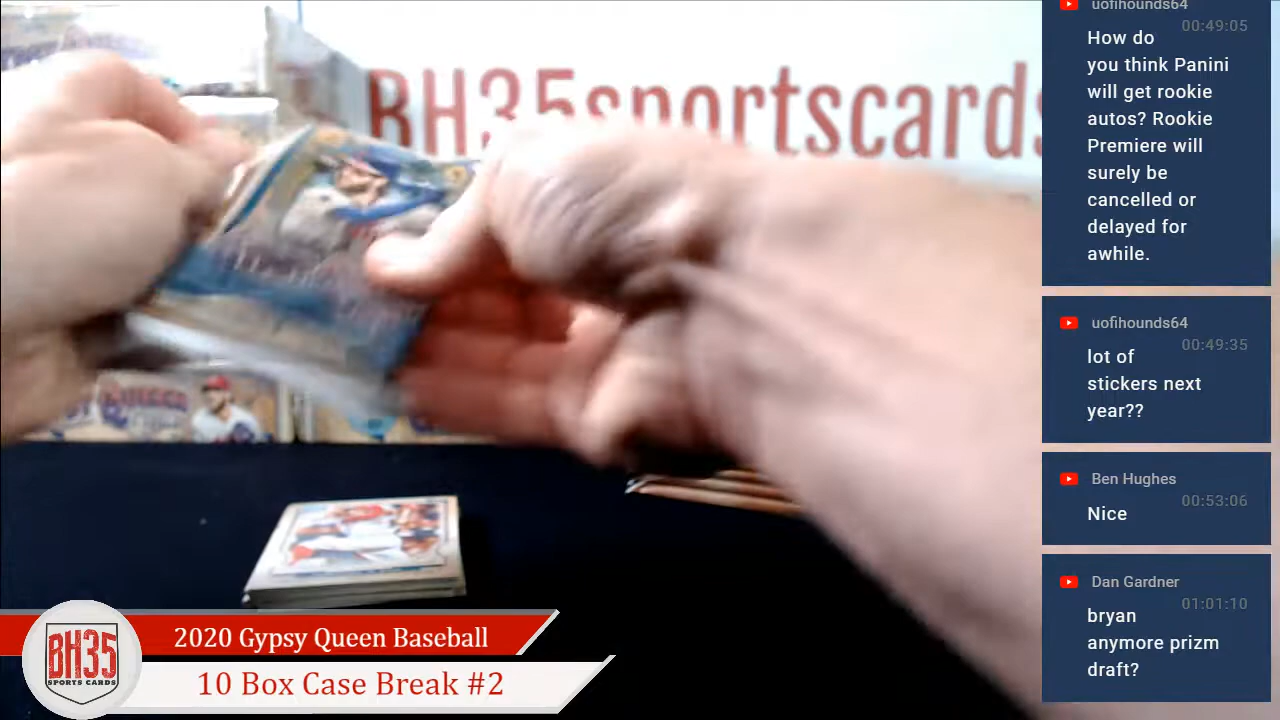 BH35sportscards
uofihounds64
00:49:05
How do
you think Panini
will get rookie
autos? Rookie
Premiere will
surely be
cancelled or
delayed for
awhile.
uofihounds64
00:49:35
lot of
stickers next
year??
Ben Hughes
00:53:06
Nice
Dan Gardner
01:01:10
bryan
anymore prizm
draft?
BH35
SPORTS CARDS
2020 Gypsy Queen Baseball
10 Box Case Break #2